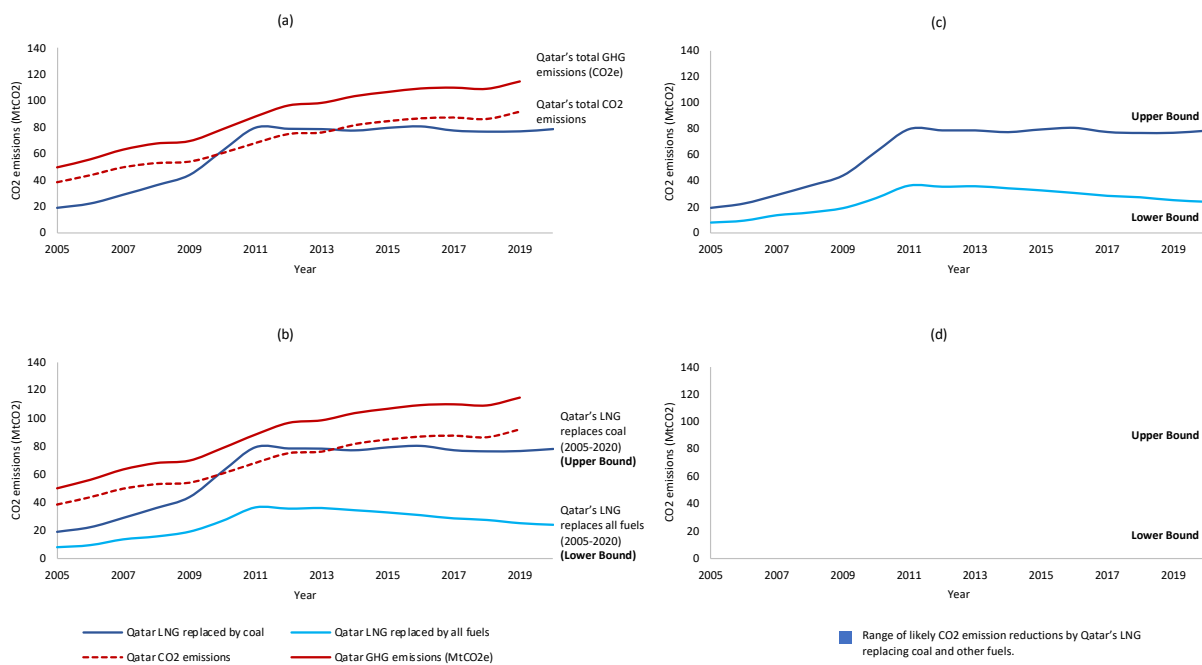 (a)
140
120
100
80
60
40
20
0
CO2 emissions (MtCO2)
2005 2007 2009 2011 2013 2015 2017 2019
Year
Qatar's total GHG
emissions (CO2e)
Qatar's total CO2
emissions
(c)
140
120
100
80
60
40
20
0
CO2 emissions (MtCO2)
2005 2007 2009 2011 2013 2015 2017 2019
Year
Upper Bound
Lower Bound
(b)
140
120
100
80
60
40
20
0
CO2 emissions (MtCO2)
2005 2007 2009 2011 2013 2015 2017 2019
Year
Qatar's LNG
replaces coal
(2005-2020)
(Upper Bound)
Qatar's LNG
replaces all fuels
(2005-2020)
(Lower Bound)
(d)
140
120
100
80
60
40
20
0
CO2 emissions (MtCO2)
2005 2007 2009 2011 2013 2015 2017 2019
Year
Upper Bound
Lower Bound
Qatar LNG replaced by coal
Qatar LNG replaced by all fuels
Qatar CO2 emissions
Qatar GHG emissions (MtCO2e)
Range of likely CO2 emission reductions by Qatar's LNG
replacing coal and other fuels.